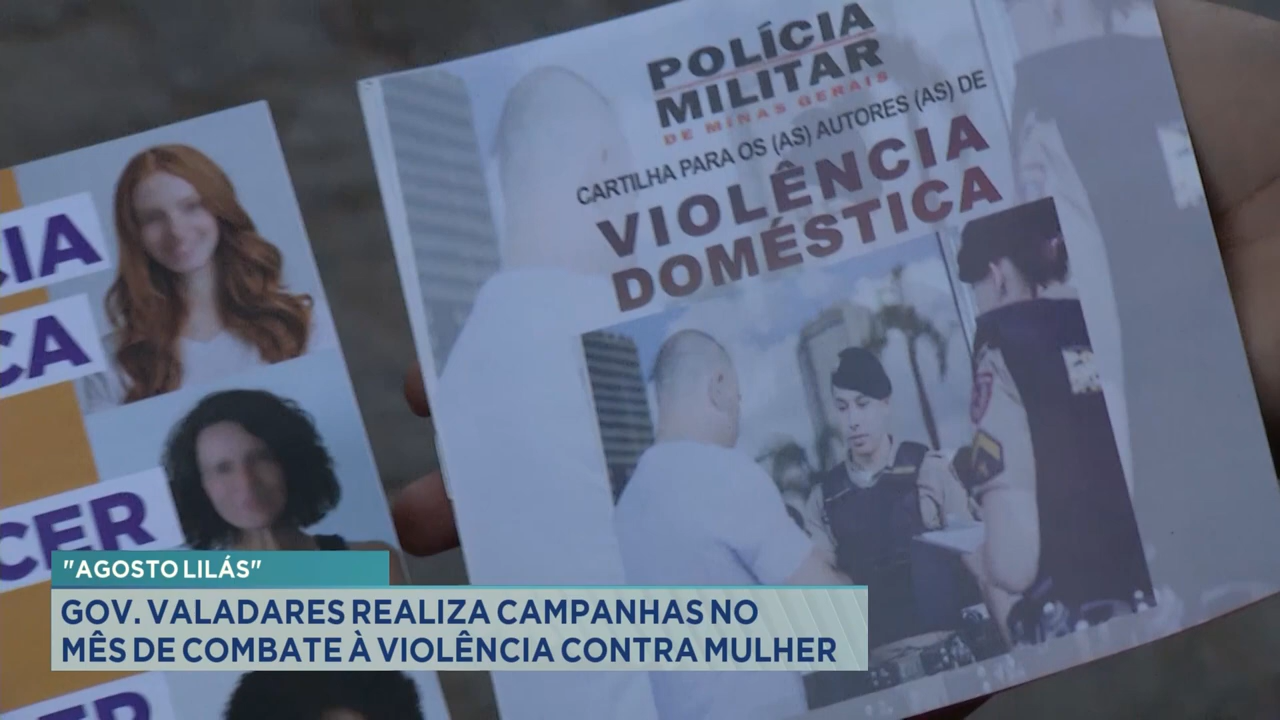 POLÍCIA
MILITAR
DE MINAS GERAIS
CARTILHA PARA OS (AS) AUTORES (AS) DE
VIOLÊNCIA
DOMÉSTICA
CIA
CA
CER
"AGOSTO LILÁS"
GOV. VALADARES REALIZA CAMPANHAS NO
MÊS DE COMBATE À VIOLÊNCIA CONTRA MULHER